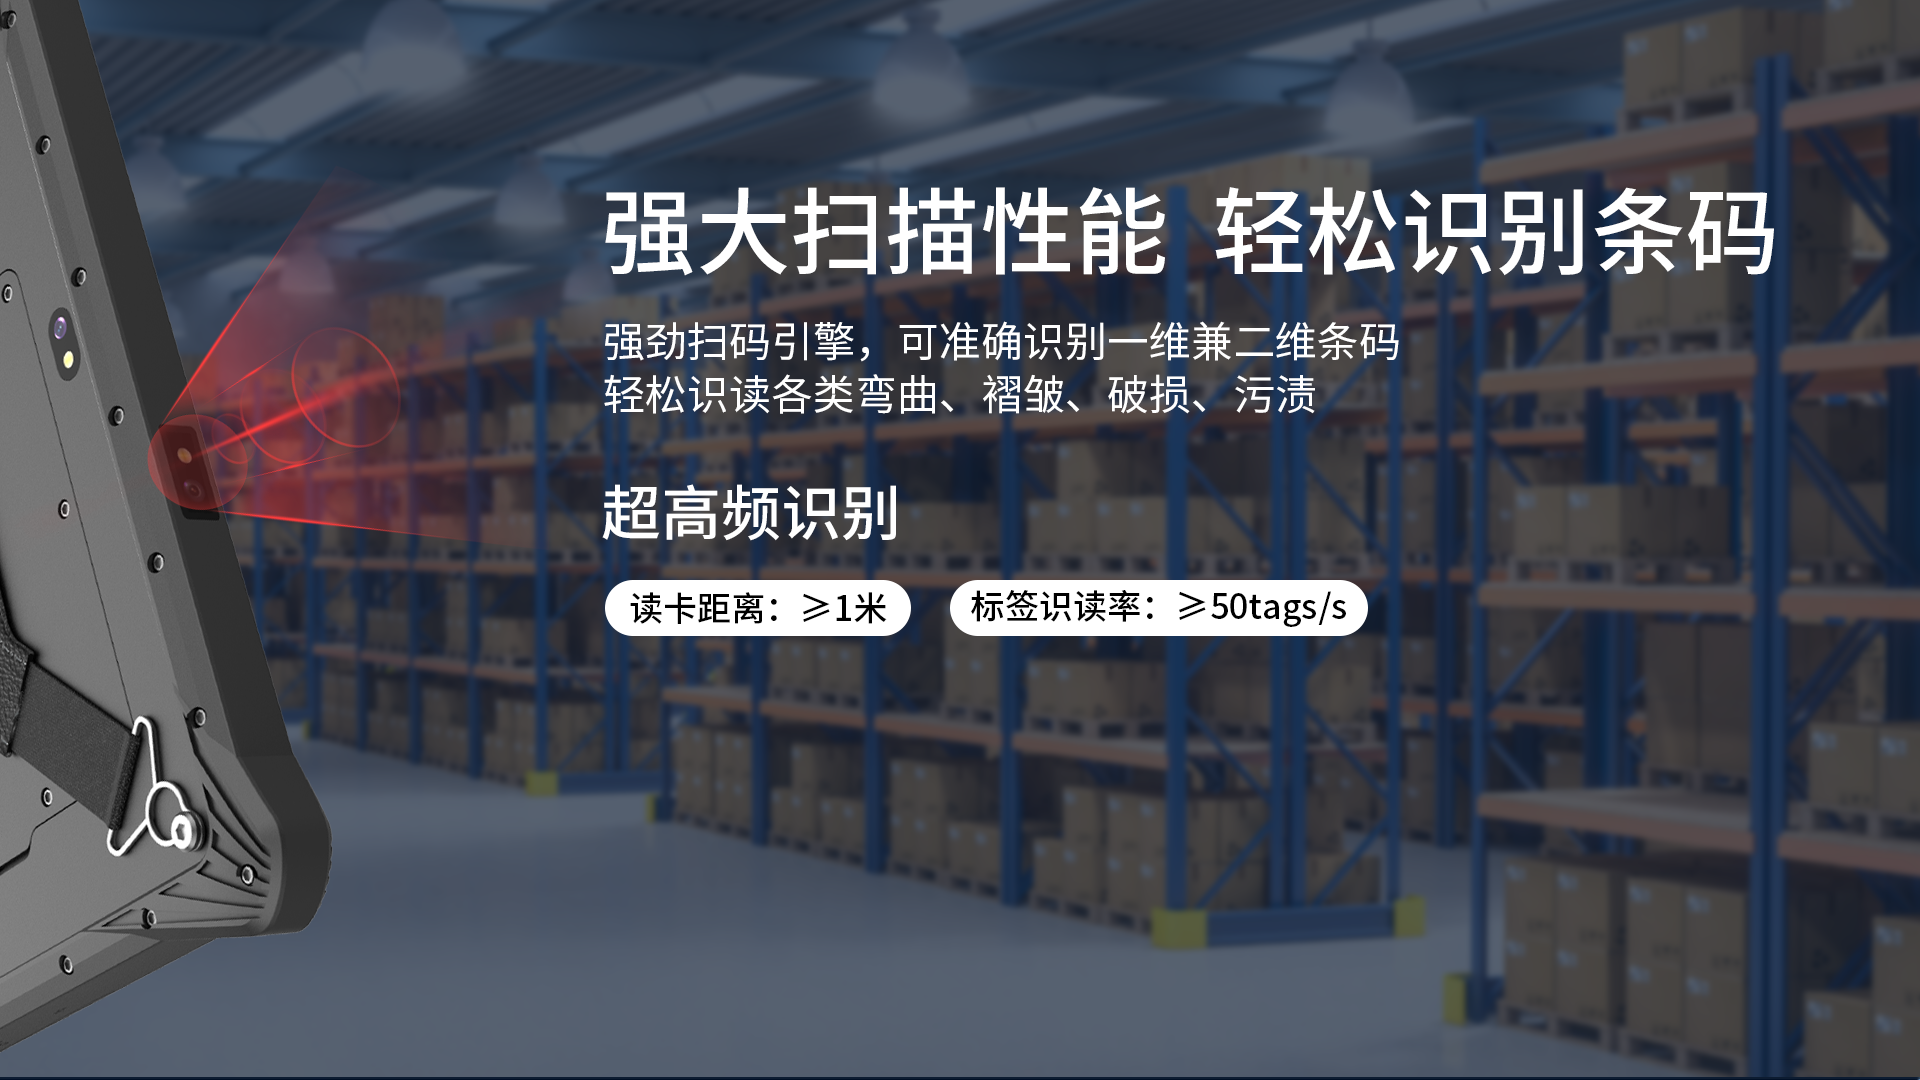 强大扫描性能 轻松识别条码
强劲扫码引擎，可准确识别一维兼二维条码
轻松识读各类弯曲、褶皱、破损、污渍
超高频识别
读卡距离：≥1米
标签识读率：≥50tags/s